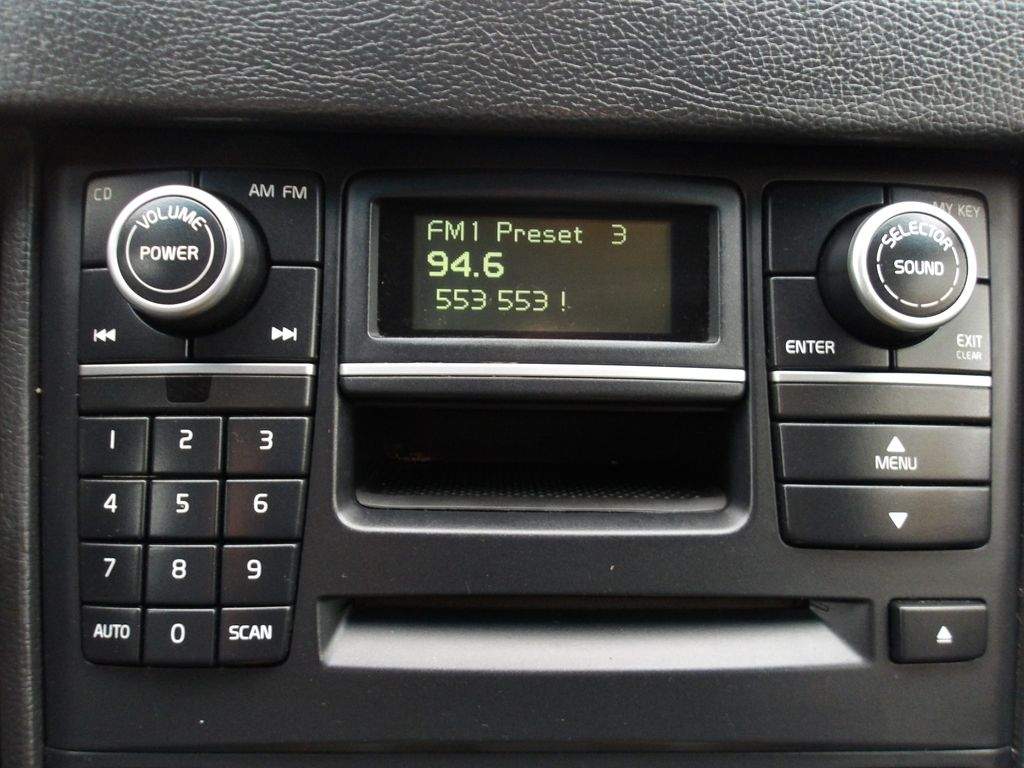 CD
AM FM
VOLUME
POWER
FM1 Preset 3
94.6
553 553 !
MY KEY
SELECTOR
SOUND
ENTER
EXIT
CLEAR
1 2 3
4 5 6
7 8 9
AUTO 0 SCAN
MENU